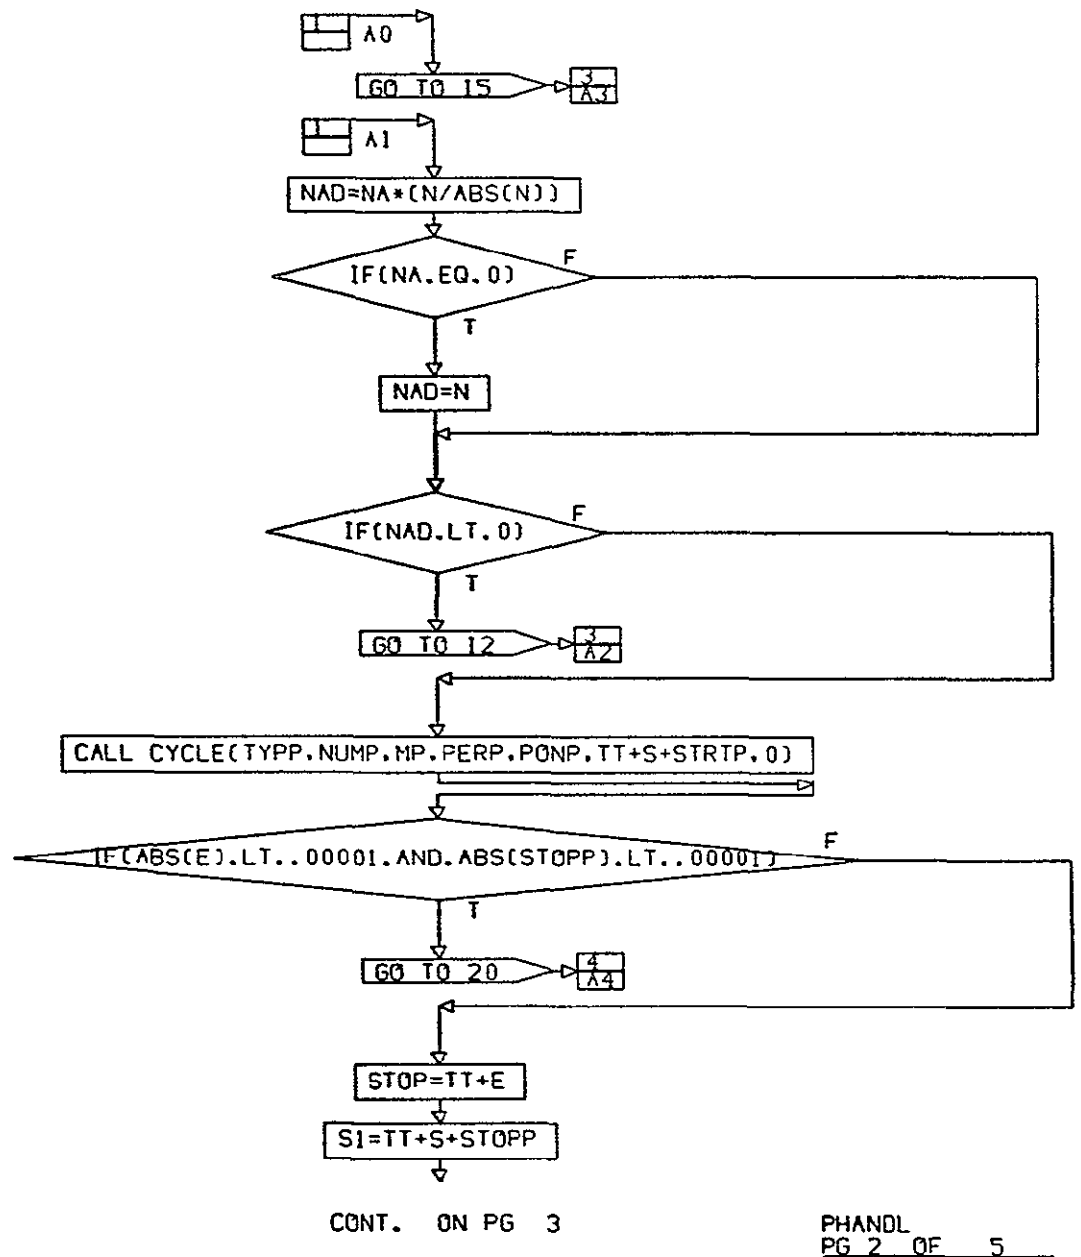 1
A0
GO TO 15
3
A3
1
A1
NAD=NA*(N/ABS(N))
F
IF(NA.EQ.0)
T
NAD=N
F
IF(NAD.LT.0)
T
GO TO 12
3
A2
CALL CYCLE(TYPP,NUMP,MP,PERP,PONP,TT+S+STRTP,0)
F
IF(ABS(E).LT..00001.AND.ABS(STOPP).LT..00001)
T
GO TO 20
4
A4
STOP=TT+E
S1=TT+S+STOPP
CONT. ON PG 3
PHANDL
PG 2 OF 5